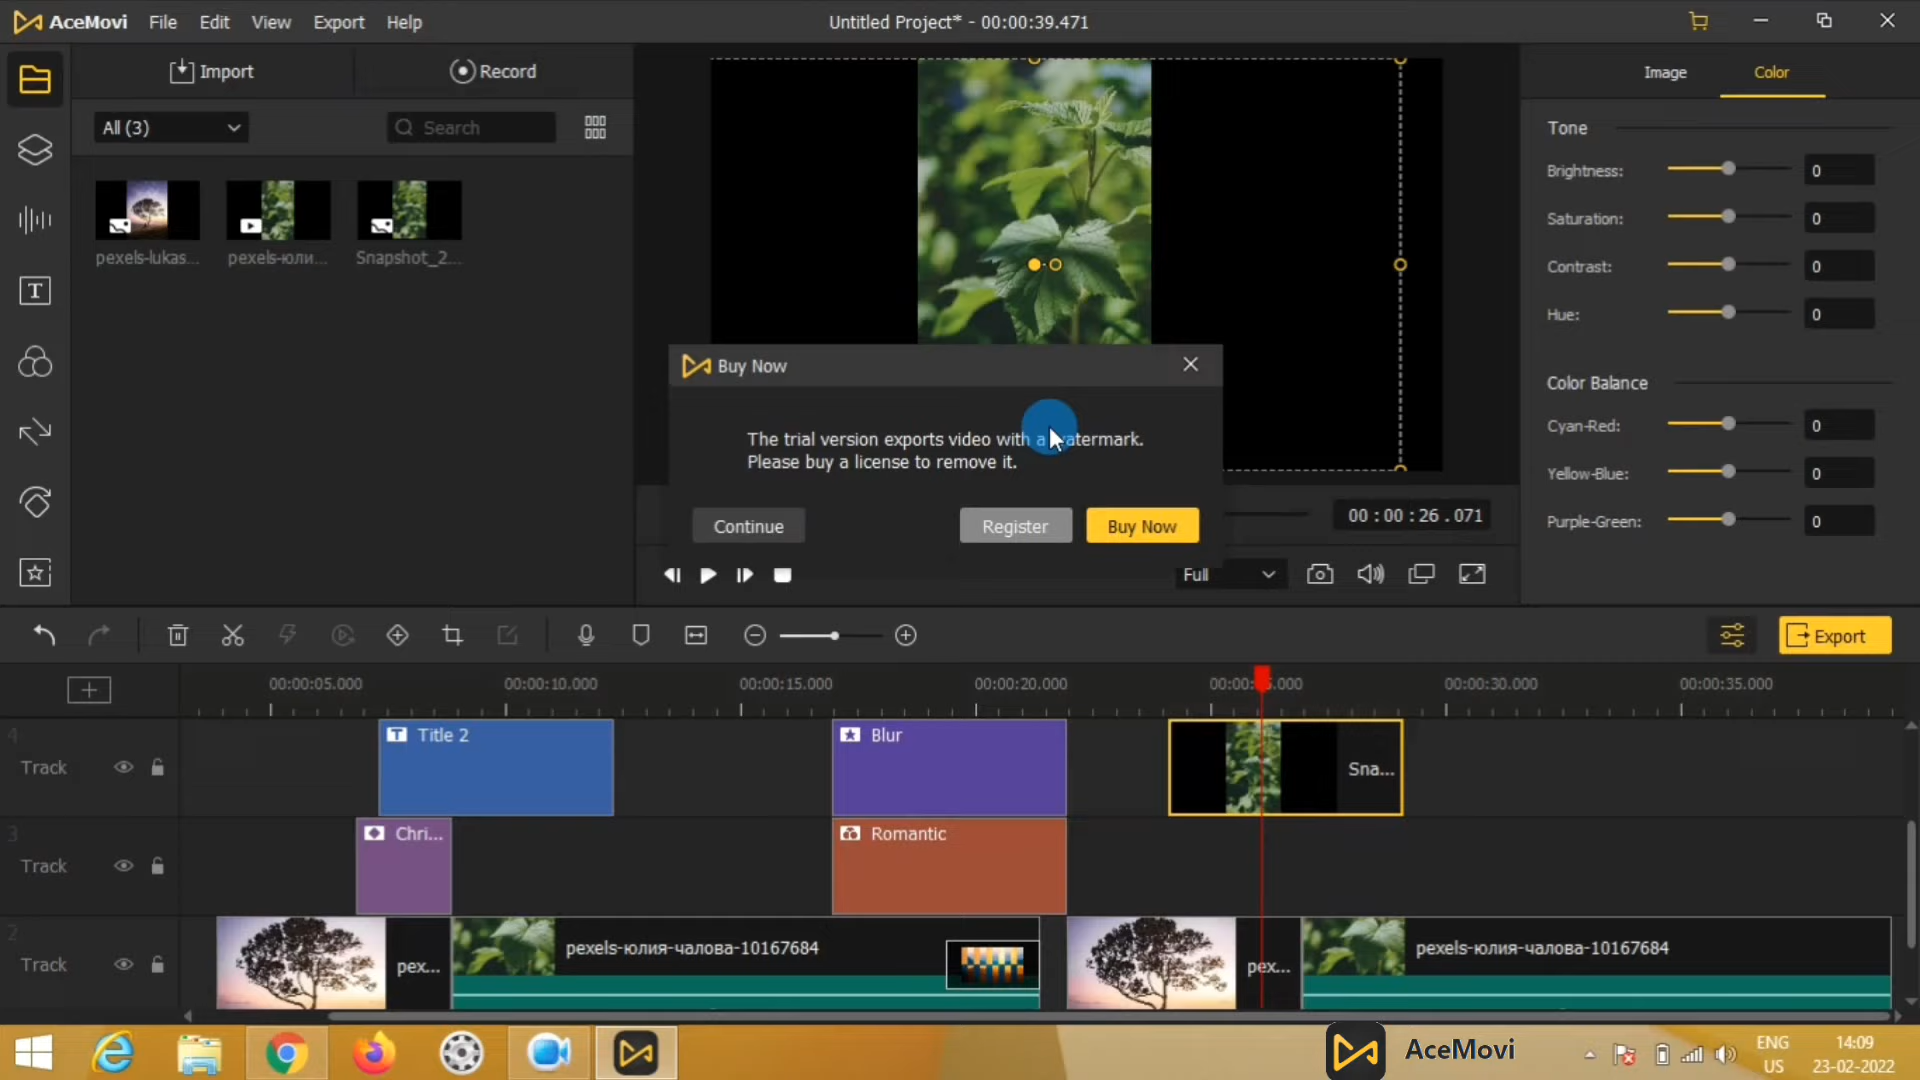 AceMovi File Edit View Export Help
Untitled Project* - 00:00:39.471
Import
Record
Image
Color
All (3)
Search
pexels-lukas...
pexels-юли...
Snapshot_2...
Tone
Brightness: 0
Saturation: 0
Contrast: 0
Hue: 0
Color Balance
Cyan-Red: 0
Yellow-Blue: 0
Purple-Green: 0
Buy Now
The trial version exports video with a watermark.
Please buy a license to remove it.
Continue
Register
Buy Now
00:00:26.071
Full
Export
00:00:05.000
00:00:10.000
00:00:15.000
00:00:20.000
00:00:30.000
00:00:35.000
4
Track
T Title 2
Blur
Sna...
3
Track
Chri...
Romantic
2
Track
pex...
pexels-юлия-чалова-10167684
pex...
pexels-юлия-чалова-10167684
AceMovi
ENG
US
14:09
23-02-2022